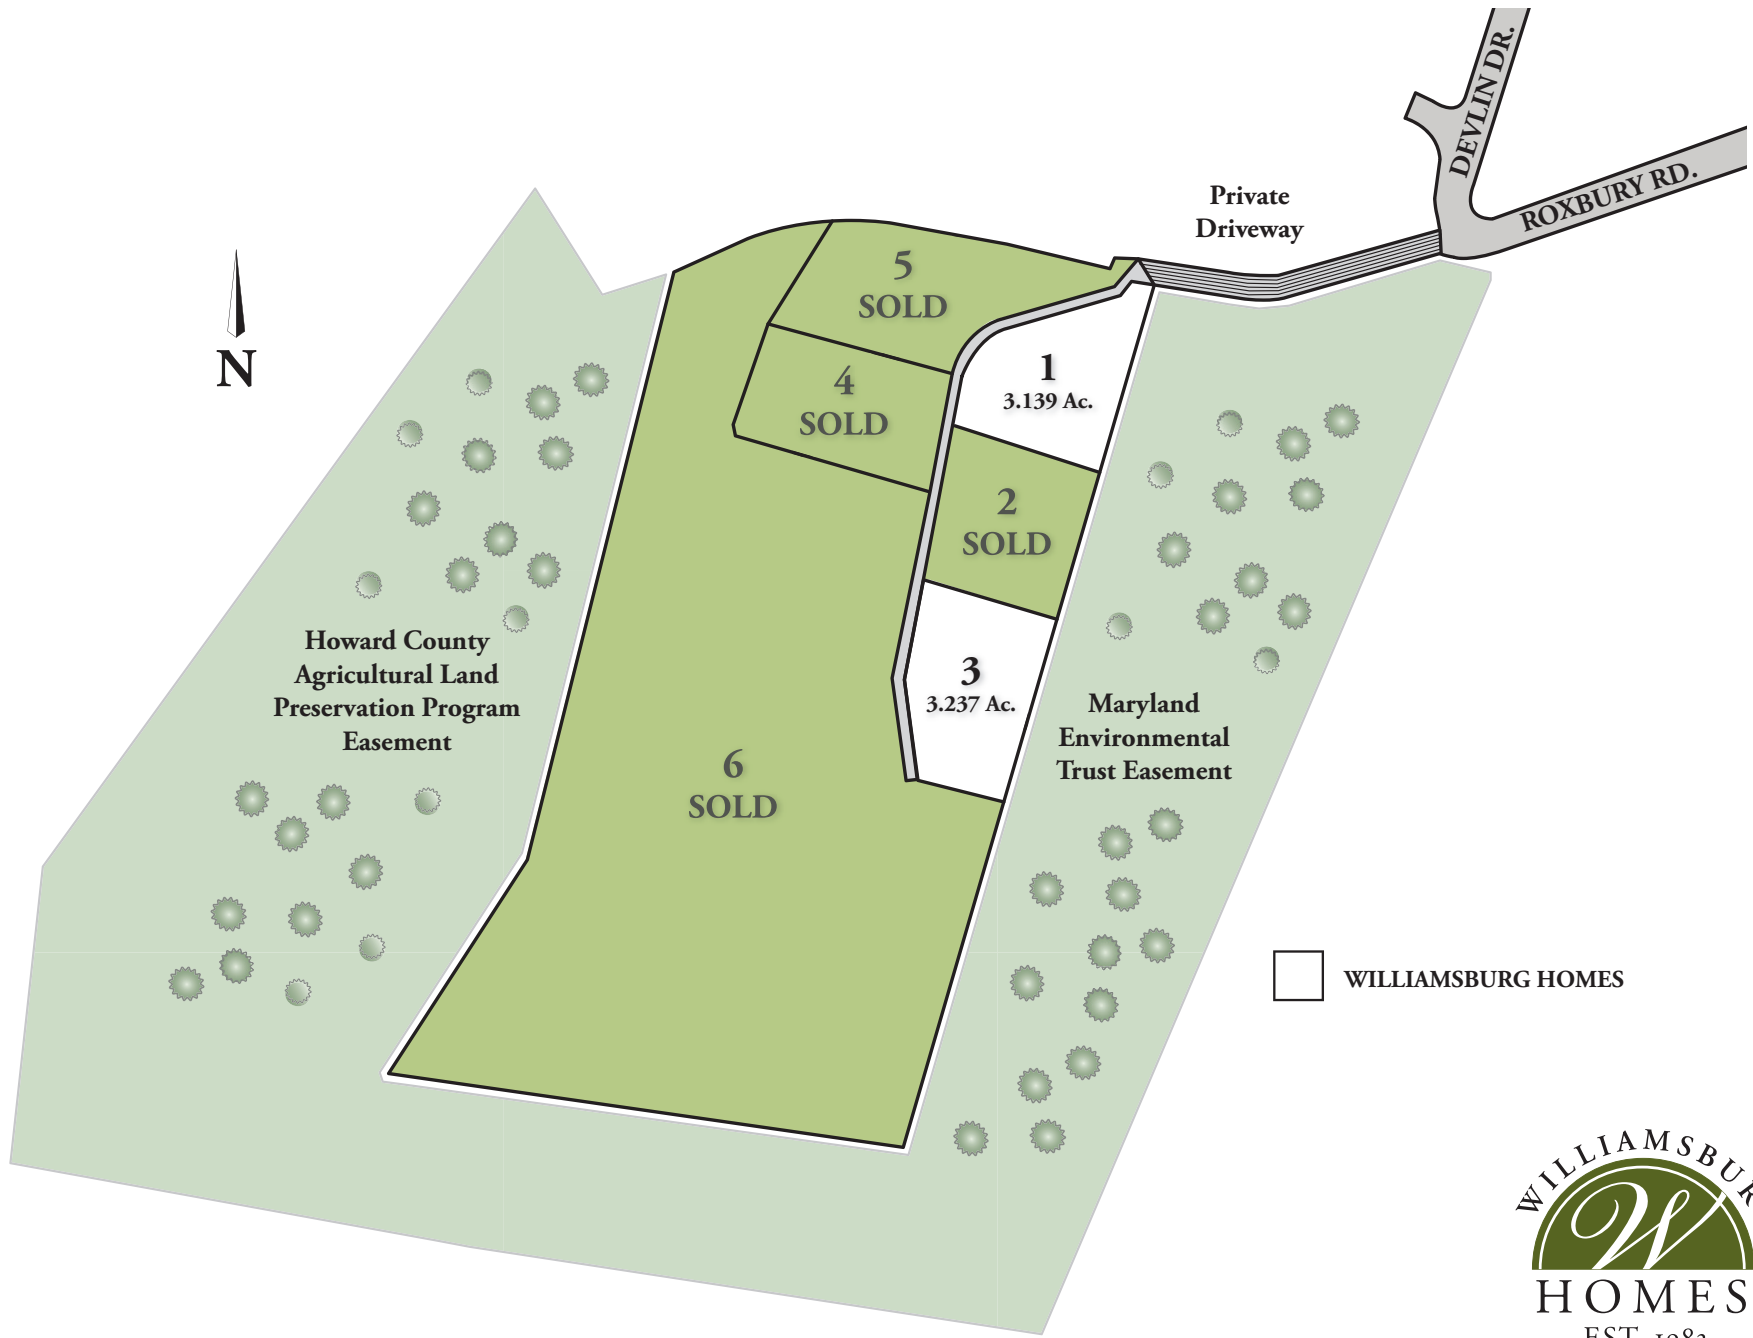 DEVLIN DR.
ROXBURY RD.
Private
Driveway
N
5
SOLD
4
SOLD
1
3.139 Ac.
2
SOLD
3
3.237 Ac.
6
SOLD
Howard County
Agricultural Land
Preservation Program
Easement
Maryland
Environmental
Trust Easement
WILLIAMSBURG HOMES
WILLIAMSBUR
W
HOMES